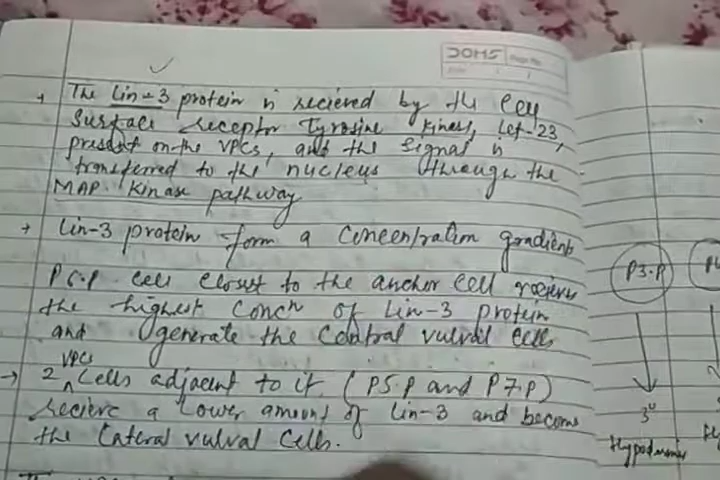 DOMS
The Lin-3 protein is recieved by the cell
Surface receptor Tyrosine Kinase, Let-23,
present on the VPCs, and the signal is
transferred to the nucleus through the
MAP Kinase pathway
Lin-3 protein form a concentration gradient
P6.P cell closest to the anchor cell recieve
the highest concn of Lin-3 protein
and generate the central vulval cells
2 VPCs cells adjacent to it (P5.P and P7.P)
recieve a lower amount of Lin-3 and become
the Lateral vulval cells.
P3.P
3°
Hypodermis